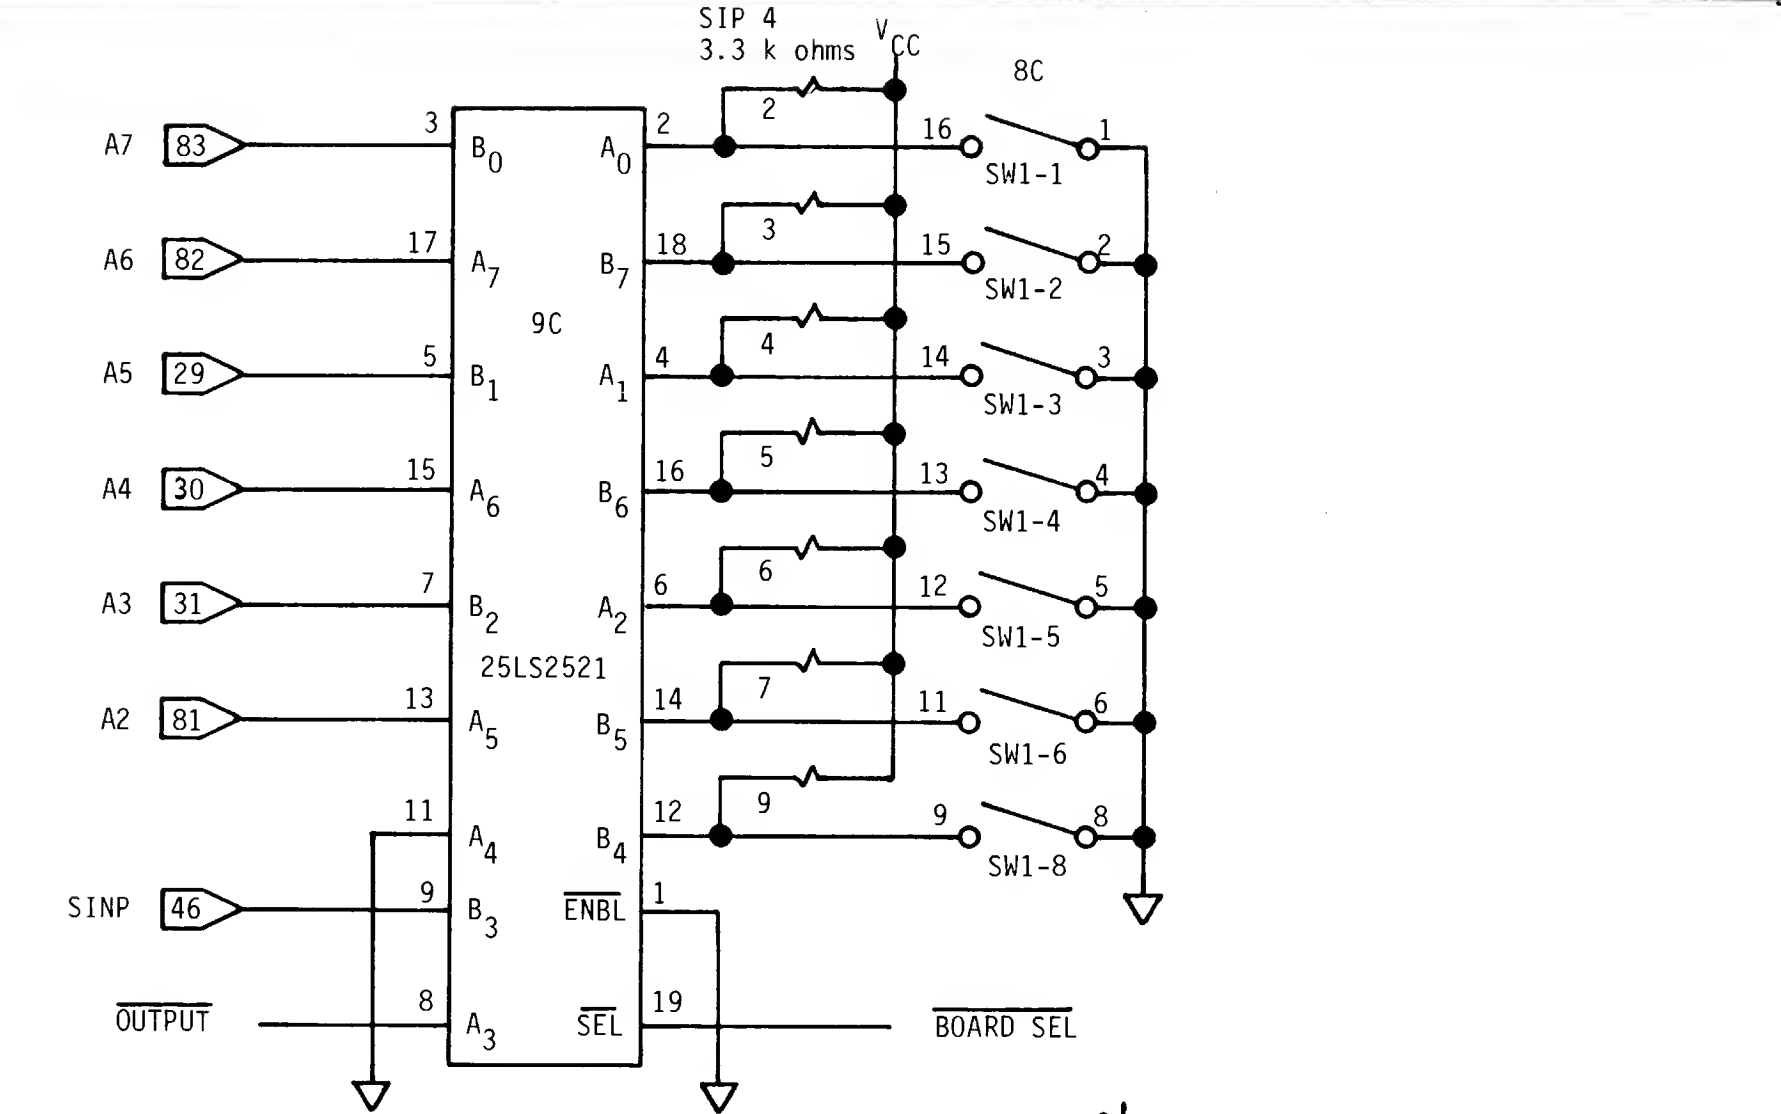 SIP 4
3.3 k ohms
VCC
8C
A7 83 3 B0 A0 2 2 16 1 SW1-1
A6 82 17 A7 B7 18 3 15 2 SW1-2
9C
A5 29 5 B1 A1 4 4 14 3 SW1-3
A4 30 15 A6 B6 16 5 13 4 SW1-4
A3 31 7 B2 A2 6 6 12 5 SW1-5
25LS2521
A2 81 13 A5 B5 14 7 11 6 SW1-6
11 A4 B4 12 9 9 8 SW1-8
SINP 46 9 B3 ENBL 1
OUTPUT 8 A3 SEL 19 BOARD SEL